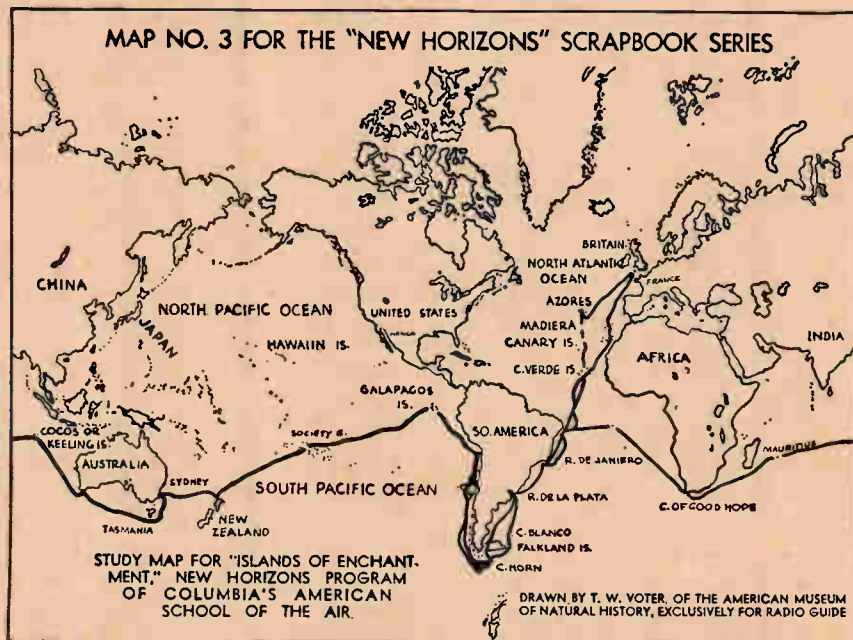 MAP NO. 3 FOR THE "NEW HORIZONS" SCRAPBOOK SERIES
BRITAIN
NORTH ATLANTIC
OCEAN
FRANCE
CHINA
AZORES
NORTH PACIFIC OCEAN
UNITED STATES
JAPAN
MADIERA
INDIA
HAWAIIN IS.
CANARY IS.
AFRICA
C. VERDE IS.
GALAPAGOS
IS.
SO. AMERICA
COCOS OR
KEELING IS.
SOCIETY
MAURITIUS
AUSTRALIA
R. DE JANIERO
SYDNEY
SOUTH PACIFIC OCEAN
R. DE LA PLATA
C. OF GOOD HOPE
TASMANIA
NEW
ZEALAND
C. BLANCO
FALKLAND IS.
C. HORN
STUDY MAP FOR "ISLANDS OF ENCHANT-
MENT," NEW HORIZONS PROGRAM
OF COLUMBIA'S AMERICAN
SCHOOL OF THE AIR.
DRAWN BY T. W. VOTER, OF THE AMERICAN MUSEUM
OF NATURAL HISTORY, EXCLUSIVELY FOR RADIO GUIDE